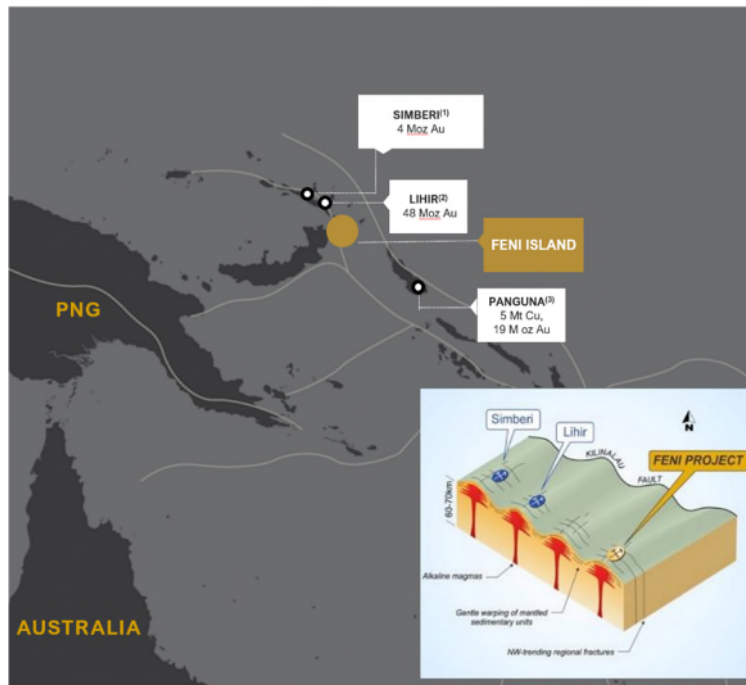 SIMBERI(1)
4 Moz Au
LIHIR(2)
48 Moz Au
FENI ISLAND
PNG
PANGUNA(3)
5 Mt Cu,
19 M oz Au
AUSTRALIA
Simberi
Lihir
N
KILINALAU
FAULT
FENI PROJECT
60-70km
Alkaline magmas
Gentle warping of mantled
sedimentary units
NW-trending regional fractures